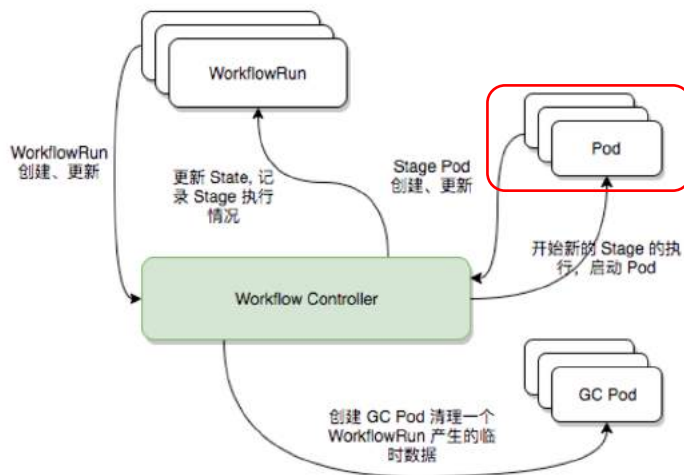 WorkflowRun
Pod
WorkflowRun
创建、更新
更新 State, 记
录 Stage 执行
情况
Stage Pod
创建、更新
开始新的 Stage 的执
行，启动 Pod
Workflow Controller
GC Pod
创建 GC Pod 清理一个
WorkflowRun 产生的临
时数据